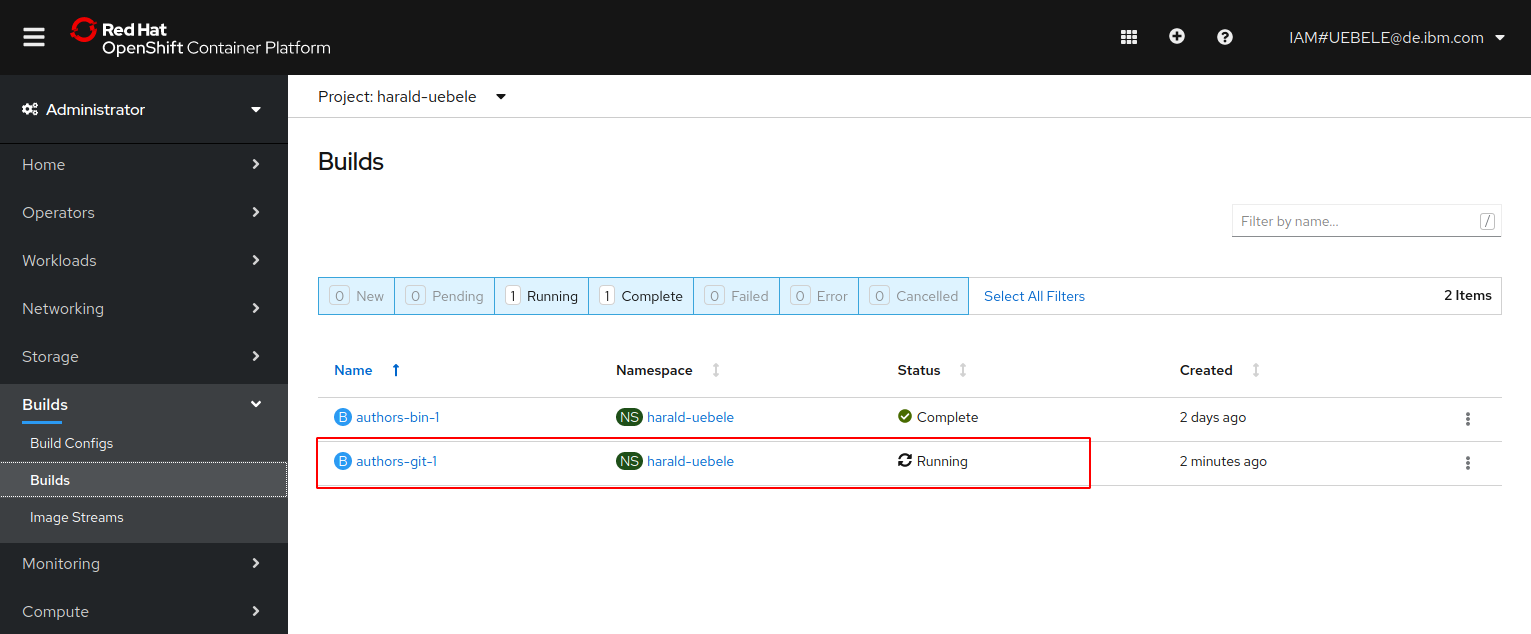 Red Hat
OpenShift Container Platform
IAM#UEBELE@de.ibm.com
Administrator
Home
Operators
Workloads
Networking
Storage
Builds
Build Configs
Builds
Image Streams
Monitoring
Compute
Project: harald-uebele
Builds
Filter by name... /
0 New 0 Pending 1 Running 1 Complete 0 Failed 0 Error 0 Cancelled Select All Filters 2 Items
Name Namespace Status Created
B authors-bin-1 NS harald-uebele Complete 2 days ago
B authors-git-1 NS harald-uebele Running 2 minutes ago